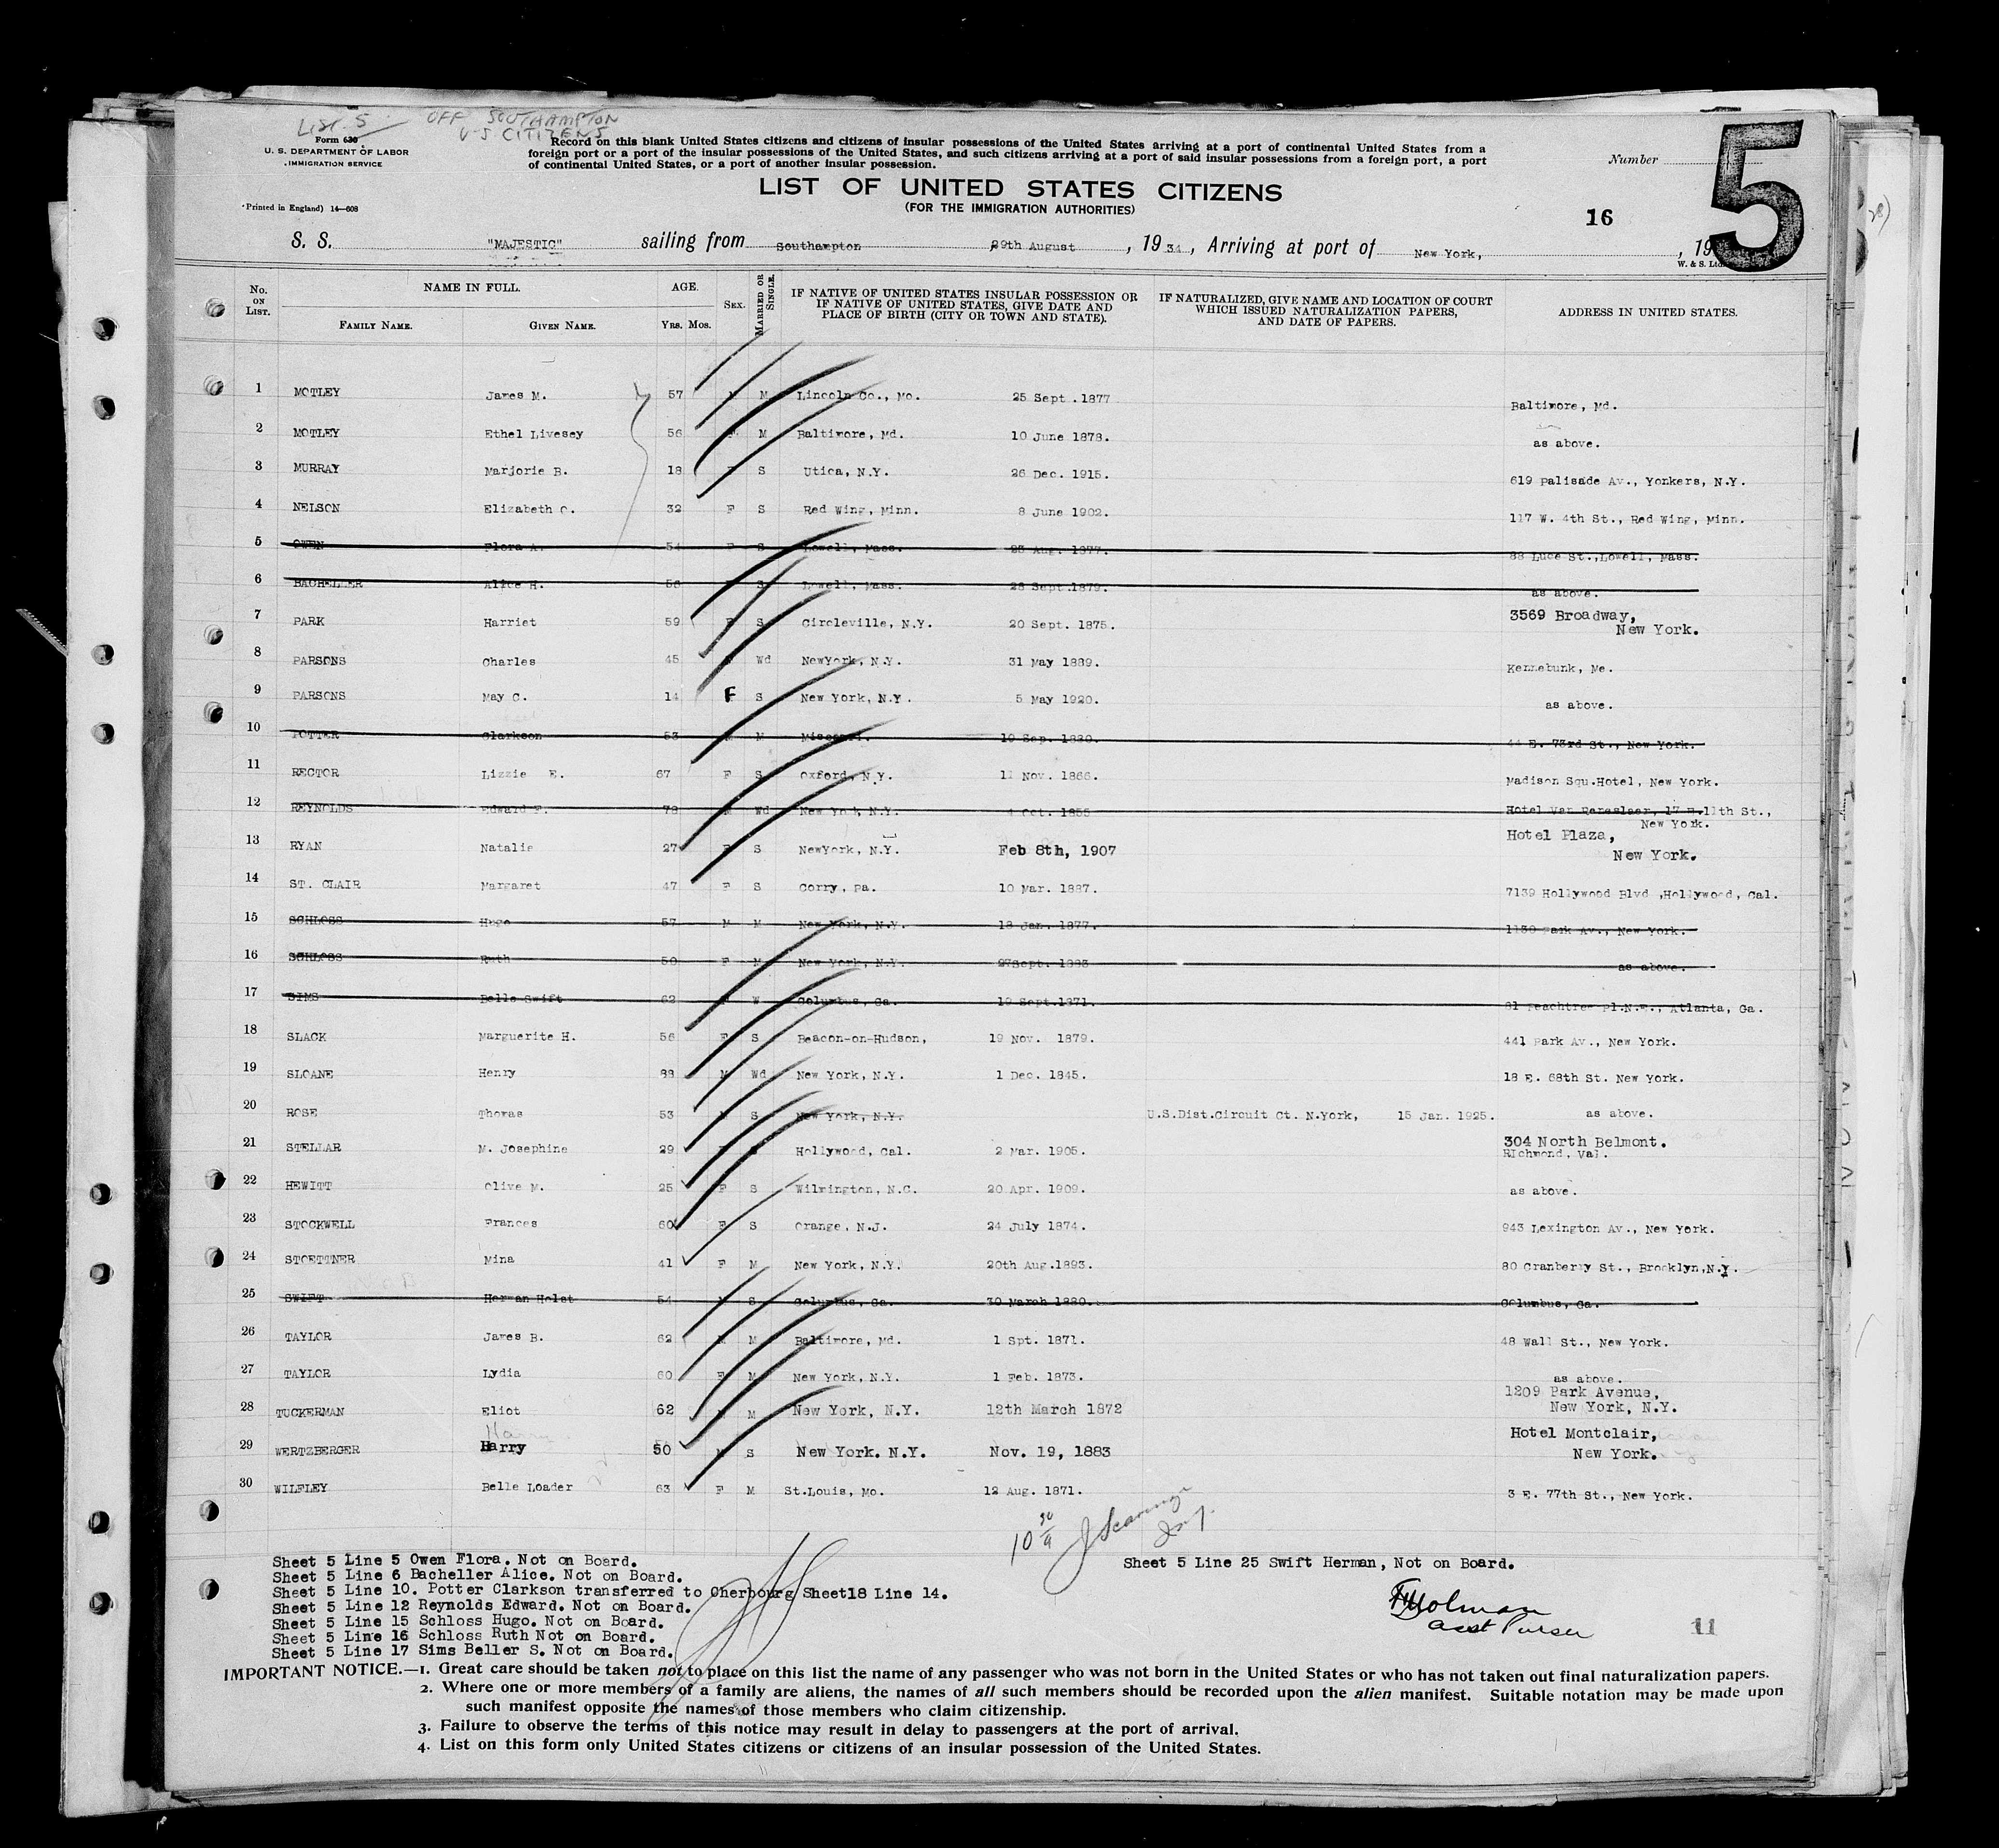 List 5 OFF SOUTHAMPTON
U-S CITIZENS
Form 630
U. S. DEPARTMENT OF LABOR
IMMIGRATION SERVICE
Record on this blank United States citizens and citizens of insular possessions of the United States arriving at a port of continental United States from a
foreign port or a port of the insular possessions of the United States, and such citizens arriving at a port of said insular possessions from a foreign port, a port
of continental United States, or a port of another insular possession.
Number 5
LIST OF UNITED STATES CITIZENS
(FOR THE IMMIGRATION AUTHORITIES)
(Printed in England) 14—608
16
S. S. "MAJESTIC" sailing from Southampton 29th August, 1934, Arriving at port of New York, , 19
W. & S. Ltd.
No. ON LIST. NAME IN FULL. FAMILY NAME. GIVEN NAME. AGE. Yrs. Mos. SEX. MARRIED OR SINGLE. IF NATIVE OF UNITED STATES INSULAR POSSESSION OR IF NATIVE OF UNITED STATES, GIVE DATE AND PLACE OF BIRTH (CITY OR TOWN AND STATE). IF NATURALIZED, GIVE NAME AND LOCATION OF COURT WHICH ISSUED NATURALIZATION PAPERS, AND DATE OF PAPERS. ADDRESS IN UNITED STATES.
1 MOTLEY James M. 57 M M Lincoln Co., Mo. 25 Sept.1877 Baltimore, Md.
2 MOTLEY Ethel Livesey 56 F M Baltimore, Md. 10 June 1878. as above.
3 MURRAY Marjorie B. 18 F S Utica, N.Y. 26 Dec. 1915. 619 Palisade Av., Yonkers, N.Y.
4 NELSON Elizabeth C. 32 F S Red Wing, Minn. 8 June 1902. 117 W. 4th St., Red Wing, Minn.
5 OWEN Flora A. 54 F S Lowell, Mass. 23 Aug. 1877. 88 Luce St.,Lowell, Mass.
6 BACHELLER Alice H. 56 S Lowell, Mass. 28 Sept.1879. as above.
7 PARK Harriet 59 F S Circleville, N.Y. 20 Sept. 1875. 3569 Broadway,
New York.
8 PARSONS Charles 45 Wd NewYork, N.Y. 31 May 1889. Kennebunk, Me.
9 PARSONS May C. 14 F S New York, N.Y. 5 May 1920. as above.
10 POTTER Clarkson 53 M M Missouri. 10 Sep. 1880. 44 E. 73rd St., New York.
11 RECTOR Lizzie E. 67 F S Oxford, N.Y. 11 Nov. 1866. Madison Squ.Hotel, New York.
12 REYNOLDS Edward F. 78 M Wd New York, N.Y. 4 Oct. 1855 Hotel Van Rensslaer, 17 E.11th St.,
New York.
13 RYAN Natalie 27 F S NewYork, N.Y. Feb 8th, 1907 Hotel Plaza,
New York.
14 ST. CLAIR Margaret 47 F S Corry, Pa. 10 Mar. 1887. 7139 Hollywood Blvd ,Hollywood, Cal.
15 SCHLOSS Hugo 57 M M New York, N.Y. 18 Jan. 1877. 1130 Park Av., New York.
16 SCHLOSS Ruth 50 F M New York, N.Y. 27Sept. 1883 as above.
17 SIMS Belle Swift 62 F W Columbus, Ga. 19 Sept.1871. 81 Peachtree Pl.N.E., Atlanta, Ga.
18 SLACK Marguerite H. 56 F S Beacon-on-Hudson, 19 Nov. 1879. 441 Park Av., New York.
19 SLOANE Henry 88 M Wd New York, N.Y. 1 Dec. 1845. 18 E. 68th St. New York.
20 ROSE Thomas 53 M S New York, N.Y. U.S.Dist.Circuit Ct. N.York, 15 Jan. 1925. as above.
21 STELLAR M. Josephine 29 F S Hollywood, Cal. 2 Mar. 1905. 304 North Belmont.
RIchmond, Va.
22 HEWITT Olive M. 25 F S Wilmington, N.C. 20 Apr. 1909. as above.
23 STOCKWELL Frances 60 F S Orange, N.J. 24 July 1874. 943 Lexington Av., New York.
24 STOETTNER Mina 41 F M New York, N.Y. 20th Aug.1893. 80 Cranberry St., Brooklyn,N.Y.
25 SWIFT Herman Holst 54 M S Columbus, Ga. 30 March 1880. Columbus, Ga.
26 TAYLOR James B. 62 M M Baltimore, Md. 1 Spt. 1871. 48 Wall St., New York.
27 TAYLOR Lydia 60 F M New York, N.Y. 1 Feb. 1873. as above.
28 TUCKERMAN Eliot 62 M M New York, N.Y. 12th March 1872 1209 Park Avenue,
New York, N.Y.
Harry
29 WERTZBERGER Harry 50 M S New York. N.Y. Nov. 19, 1883 Hotel Montclair,
New York.
30 WILFLEY Belle Loader 63 F M St.Louis, Mo. 12 Aug. 1871. 3 E. 77th St., New York.
Sheet 5 Line 5 Owen Flora. Not on Board.
Sheet 5 Line 6 Bacheller Alice. Not on Board.
Sheet 5 Line 10. Potter Clarkson transferred to Cherbourg Sheet18 Line 14.
Sheet 5 Line 12 Reynolds Edward. Not on Board.
Sheet 5 Line 15 Schloss Hugo. Not on Board.
Sheet 5 Line 16 Schloss Ruth Not on Board.
Sheet 5 Line 17 Sims Beller S. Not on Board.
Sheet 5 Line 25 Swift Herman, Not on Board.
Holman
Asst Purser
11
IMPORTANT NOTICE.—1. Great care should be taken not to place on this list the name of any passenger who was not born in the United States or who has not taken out final naturalization papers.
2. Where one or more members of a family are aliens, the names of all such members should be recorded upon the alien manifest. Suitable notation may be made upon
such manifest opposite the names of those members who claim citizenship.
3. Failure to observe the terms of this notice may result in delay to passengers at the port of arrival.
4. List on this form only United States citizens or citizens of an insular possession of the United States.